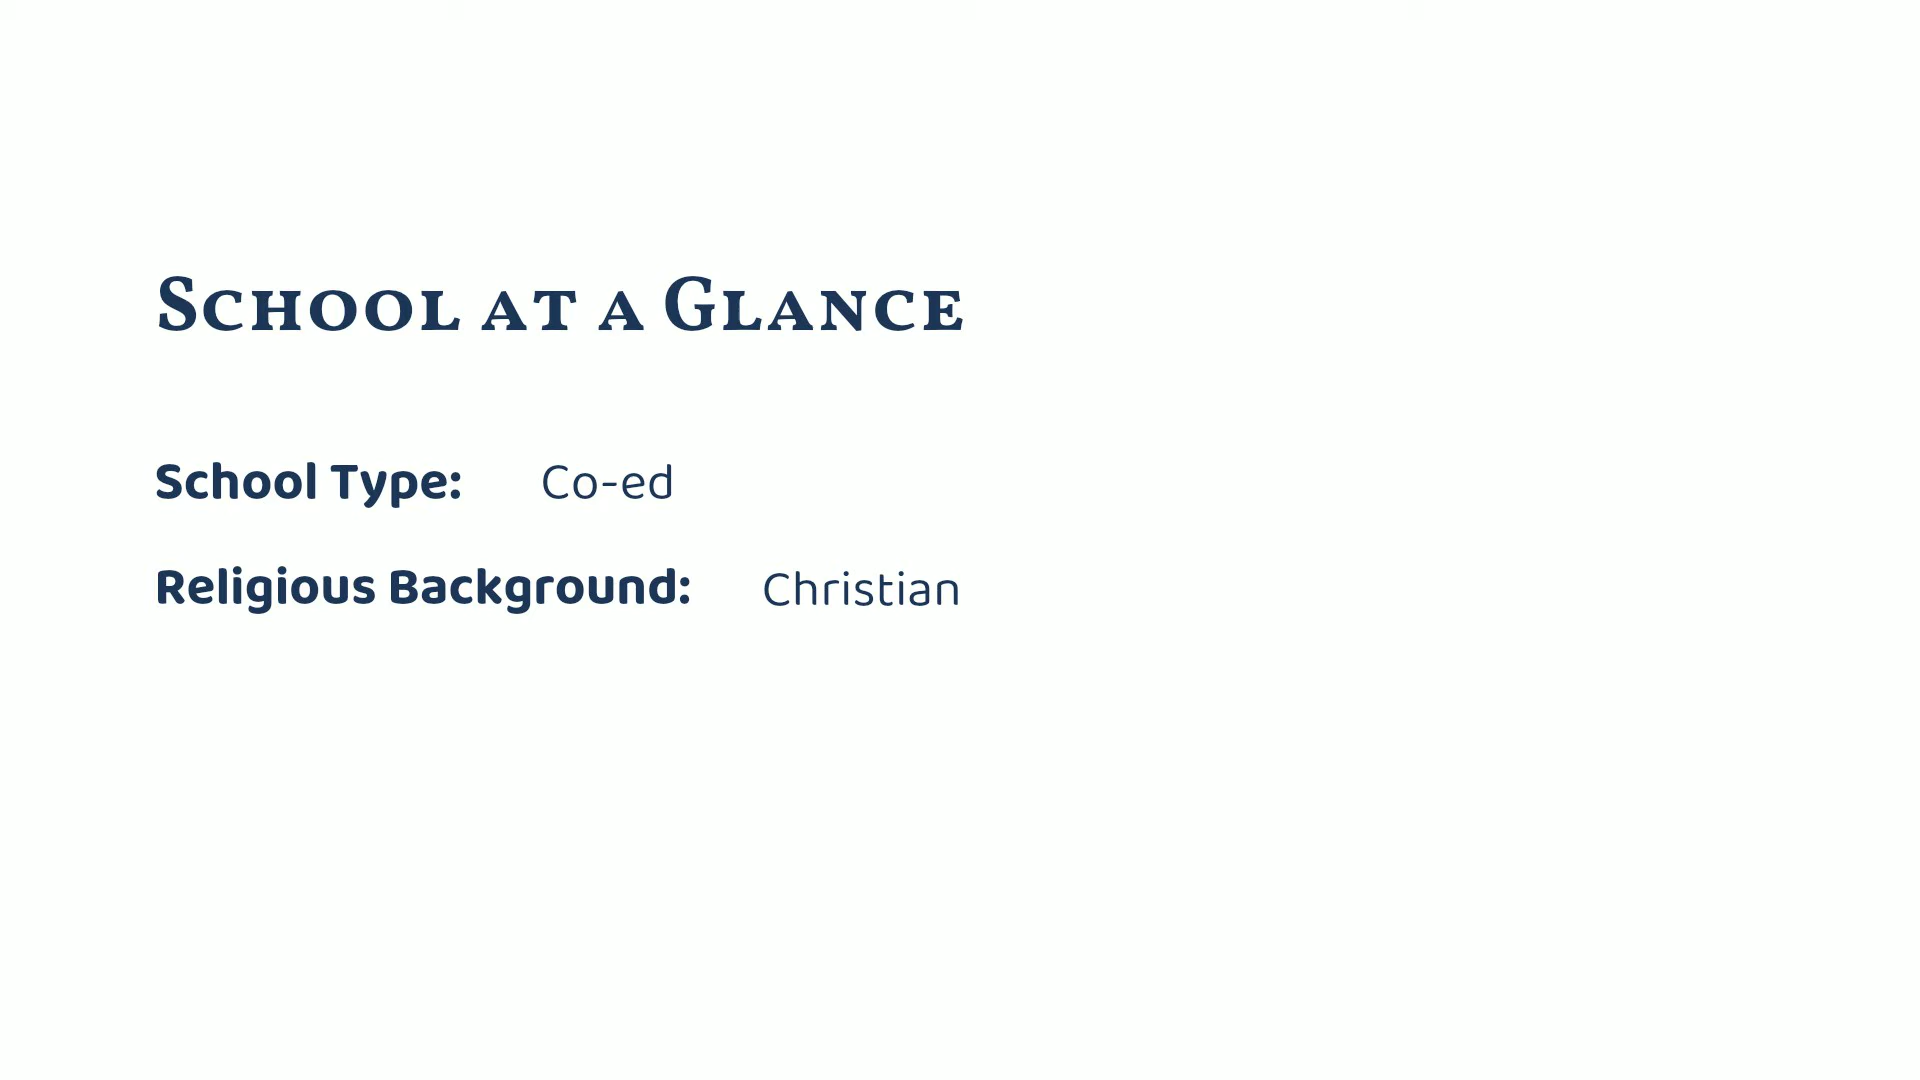 School at a Glance
School Type: Co-ed
Religious Background: Christian